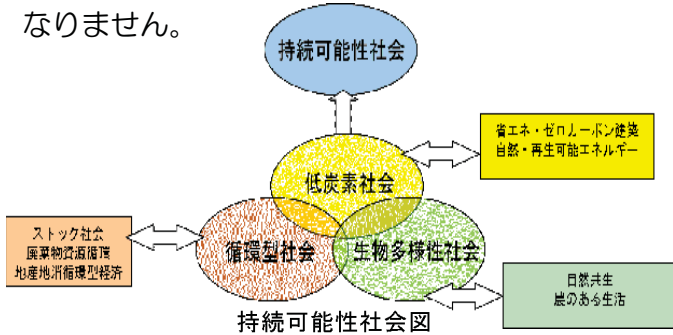 なりません。
持続可能性社会
省エネ・ゼロカーボン建築
自然・再生可能エネルギー
低炭素社会
循環型社会
生物多様性社会
ストック社会
廃棄物資源循環
地産地消循環型経済
自然共生
農のある生活
持続可能性社会図